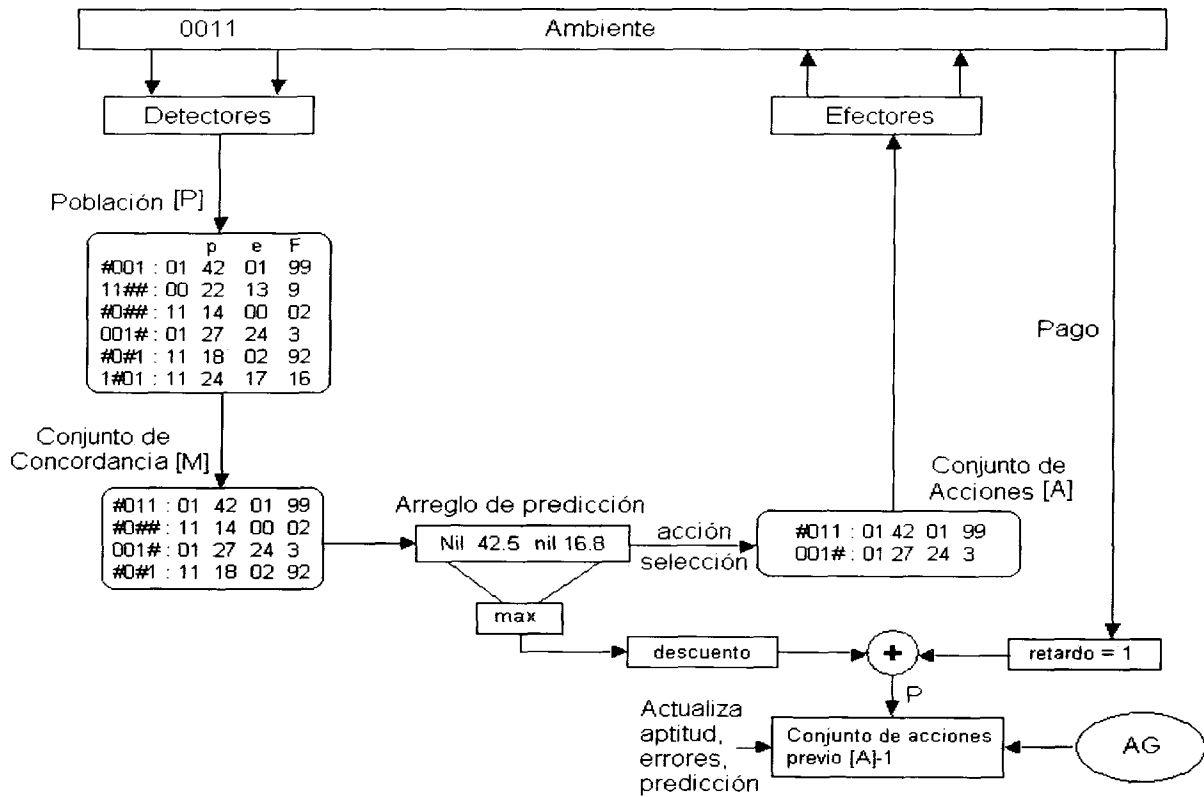 0011 Ambiente
Detectores
Efectores
Población [P]
p e F
#001 : 01 42 01 99
11## : 00 22 13 9
#0## : 11 14 00 02
001# : 01 27 24 3
#0#1 : 11 18 02 92
1#01 : 11 24 17 16
Pago
Conjunto de
Concordancia [M]
#011 : 01 42 01 99
#0## : 11 14 00 02
001# : 01 27 24 3
#0#1 : 11 18 02 92
Arreglo de predicción
Nil 42.5 nil 16.8
acción
selección
Conjunto de
Acciones [A]
#011 : 01 42 01 99
001# : 01 27 24 3
max
descuento
+
retardo = 1
P
Actualiza
aptitud,
errores,
predicción
Conjunto de acciones
previo [A]-1
AG